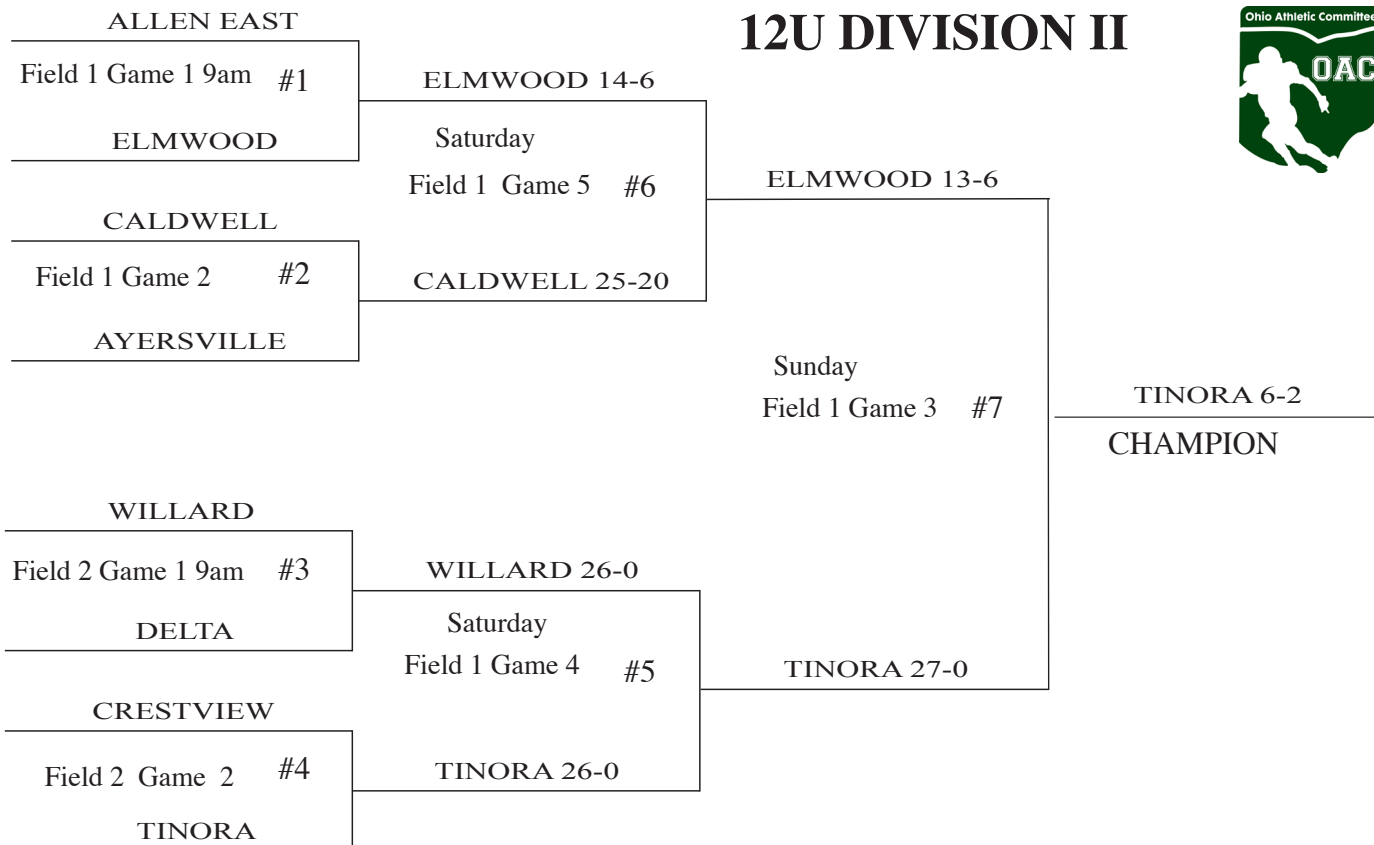 12U DIVISION II
Ohio Athletic Committee
OAC
ALLEN EAST
Field 1 Game 1 9am #1
ELMWOOD
ELMWOOD 14-6
CALDWELL
Field 1 Game 2 #2
AYERSVILLE
CALDWELL 25-20
Saturday
Field 1 Game 5 #6
ELMWOOD 13-6
WILLARD
Field 2 Game 1 9am #3
DELTA
WILLARD 26-0
CRESTVIEW
Field 2 Game 2 #4
TINORA
TINORA 26-0
Saturday
Field 1 Game 4 #5
TINORA 27-0
Sunday
Field 1 Game 3 #7
TINORA 6-2
CHAMPION